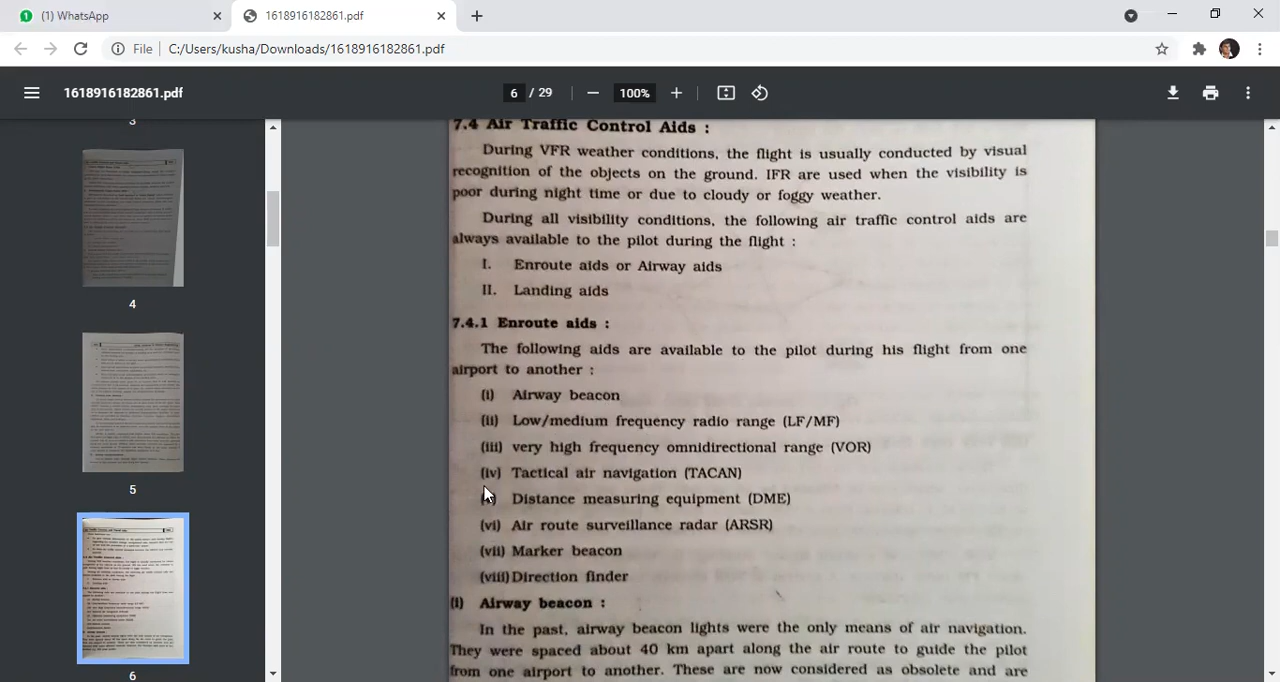 (1) WhatsApp
1618916182861.pdf
File
C:/Users/kusha/Downloads/1618916182861.pdf
1618916182861.pdf
6 / 29
100%
3
4
5
6
7.4 Air Traffic Control Aids :
During VFR weather conditions, the flight is usually conducted by visual
recognition of the objects on the ground. IFR are used when the visibility is
poor during night time or due to cloudy or foggy weather.
During all visibility conditions, the following air traffic control aids are
always available to the pilot during the flight :
I. Enroute aids or Airway aids
II. Landing aids
7.4.1 Enroute aids :
The following aids are available to the pilot during his flight from one
airport to another :
(i) Airway beacon
(ii) Low/medium frequency radio range (LF/MF)
(iii) very high frequency omnidirectional range (VOR)
(iv) Tactical air navigation (TACAN)
Distance measuring equipment (DME)
(vi) Air route surveillance radar (ARSR)
(vii) Marker beacon
(viii) Direction finder
(i) Airway beacon :
In the past, airway beacon lights were the only means of air navigation.
They were spaced about 40 km apart along the air route to guide the pilot
from one airport to another. These are now considered as obsolete and are